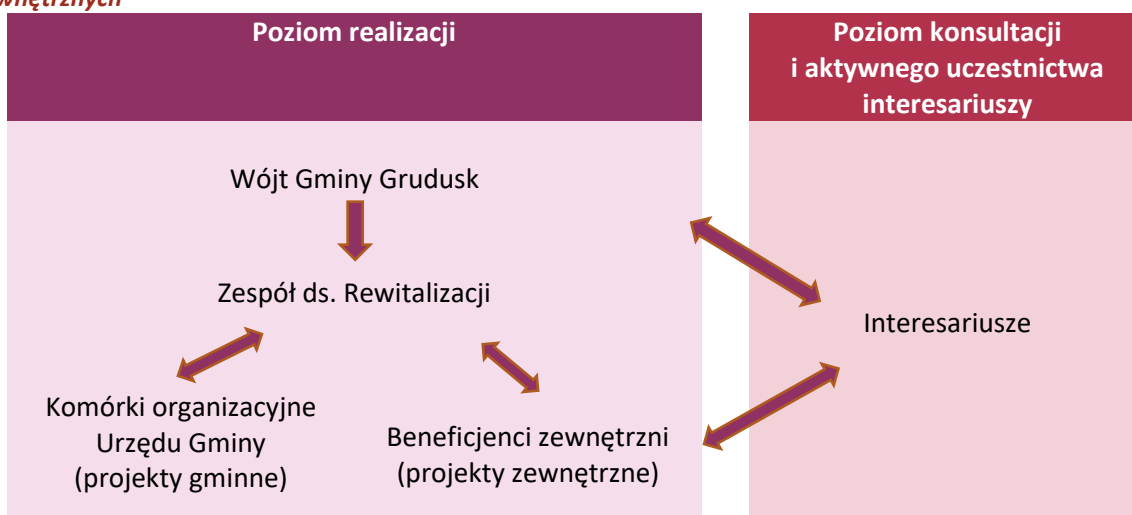 Poziom realizacji
Poziom konsultacji
i aktywnego uczestnictwa
interesariuszy
Wójt Gminy Grudusk
Zespół ds. Rewitalizacji
Interesariusze
Komórki organizacyjne
Urzędu Gminy
(projekty gminne)
Beneficjenci zewnętrzni
(projekty zewnętrzne)